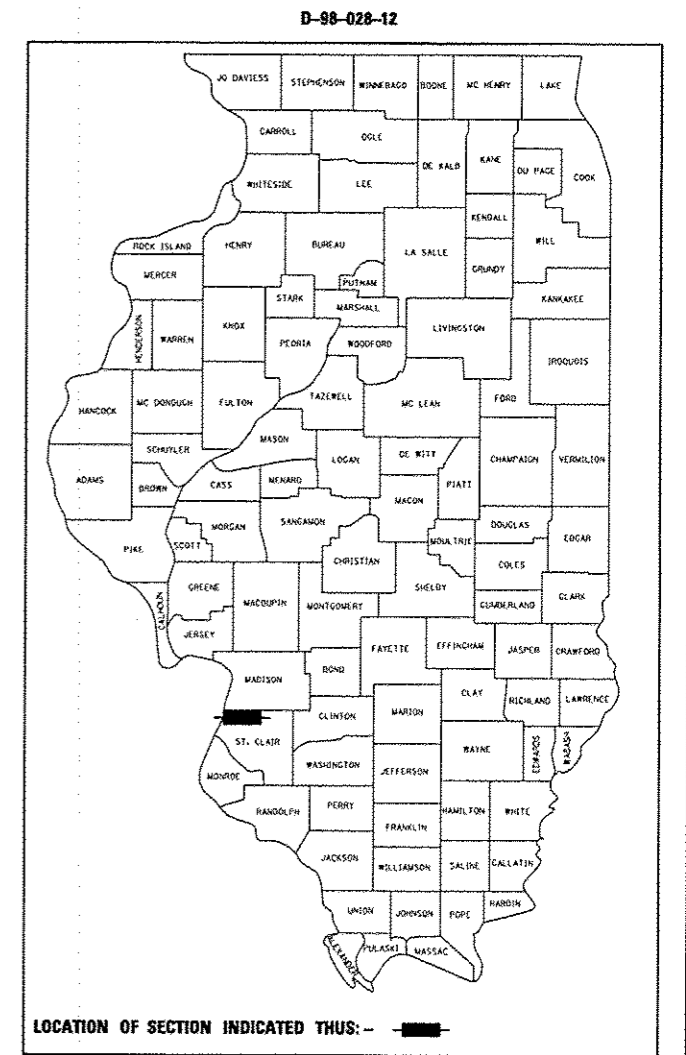 D-98-028-12
JO DAVIESS STEPHENSON WINNEBAGO BOONE MC HENRY LAKE
CARROLL OGLE DE KALB KANE DU PAGE COOK
WHITESIDE LEE
KENDALL WILL
ROCK ISLAND HENRY BUREAU LA SALLE GRUNDY
MERCER PUTNAM KANKAKEE
STARK MARSHALL
HENDERSON WARREN KNOX PEORIA WOODFORD LIVINGSTON IROQUOIS
HANCOCK MC DONOUGH FULTON TAZEWELL MC LEAN FORD
SCHUYLER MASON LOGAN DE WITT CHAMPAIGN VERMILION
ADAMS BROWN CASS MENARD MACON PIATT
PIKE SCOTT MORGAN SANGAMON CHRISTIAN MOULTRIE DOUGLAS EDGAR
COLES
CALHOUN GREENE MACOUPIN MONTGOMERY SHELBY CUMBERLAND CLARK
JERSEY FAYETTE EFFINGHAM JASPER CRAWFORD
MADISON BOND CLAY RICHLAND LAWRENCE
ST. CLAIR CLINTON MARION WAYNE EDWARDS WABASH
MONROE WASHINGTON JEFFERSON
RANDOLPH PERRY HAMILTON WHITE
FRANKLIN
JACKSON WILLIAMSON SALINE GALLATIN
UNION JOHNSON POPE HARDIN
ALEXANDER PULASKI MASSAC
LOCATION OF SECTION INDICATED THUS: -